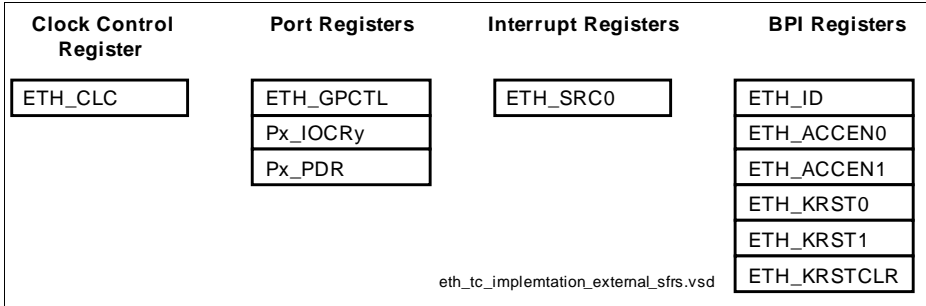 Clock Control
Register
Port Registers
Interrupt Registers
BPI Registers
ETH_CLC
ETH_GPCTL
Px_IOCRy
Px_PDR
ETH_SRC0
ETH_ID
ETH_ACCEN0
ETH_ACCEN1
ETH_KRST0
ETH_KRST1
ETH_KRSTCLR
eth_tc_implemtation_external_sfrs.vsd